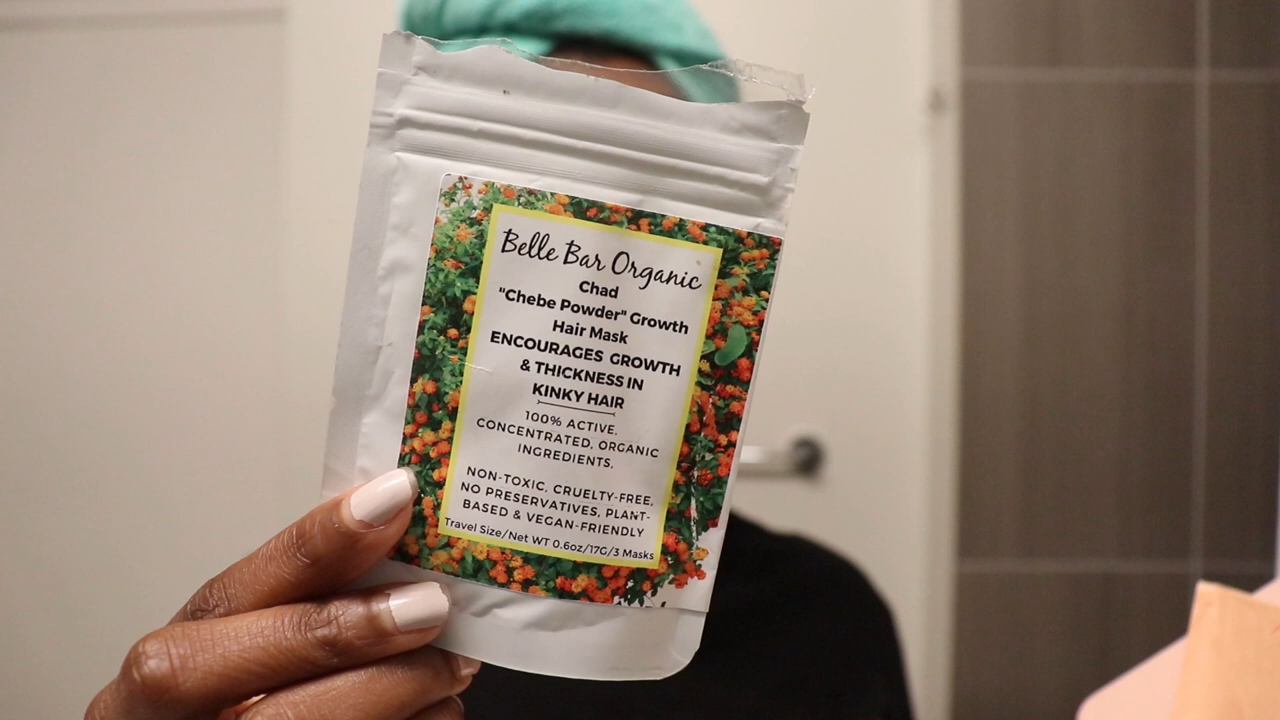 Belle Bar Organic
Chad
"Chebe Powder" Growth
Hair Mask
ENCOURAGES GROWTH
& THICKNESS IN
KINKY HAIR
100% ACTIVE,
CONCENTRATED, ORGANIC
INGREDIENTS,
NON-TOXIC, CRUELTY-FREE,
NO PRESERVATIVES, PLANT-
BASED & VEGAN-FRIENDLY
Travel Size/Net WT 0.6oz/17G/3 Masks